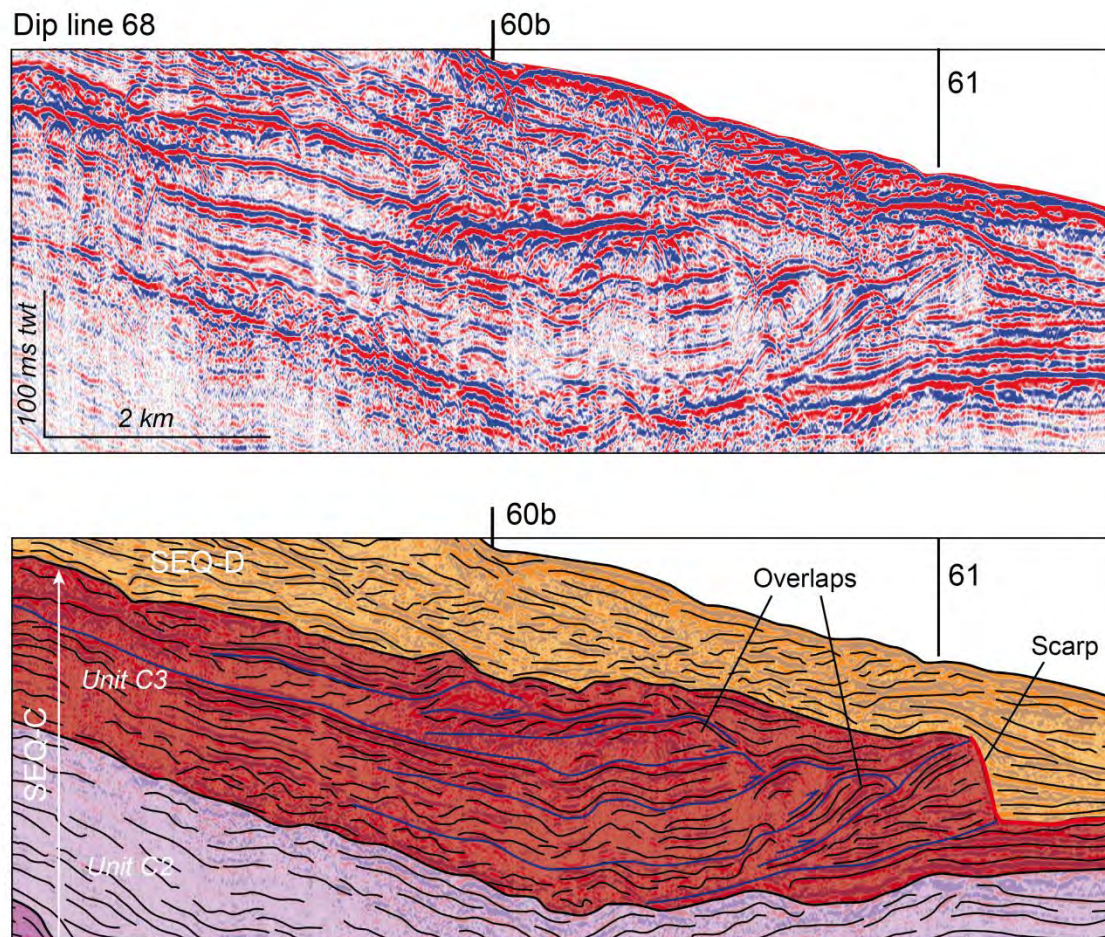 Dip line 68
60b
61
100 ms twt
2 km
60b
61
SEQ-D
Overlaps
Scarp
Unit C3
SEQ-C
Unit C2